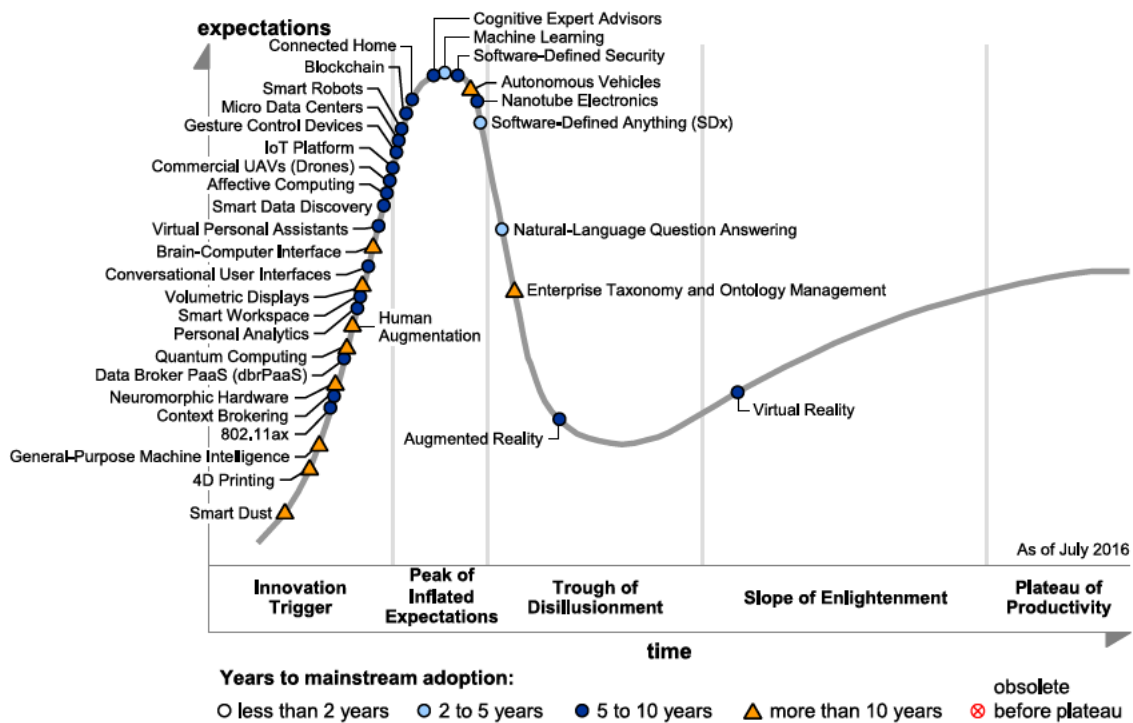 expectations
Cognitive Expert Advisors
Machine Learning
Connected Home
Software-Defined Security
Blockchain
Autonomous Vehicles
Smart Robots
Nanotube Electronics
Micro Data Centers
Gesture Control Devices
Software-Defined Anything (SDx)
IoT Platform
Commercial UAVs (Drones)
Affective Computing
Smart Data Discovery
Virtual Personal Assistants
Natural-Language Question Answering
Brain-Computer Interface
Conversational User Interfaces
Volumetric Displays
Enterprise Taxonomy and Ontology Management
Smart Workspace
Human
Augmentation
Personal Analytics
Quantum Computing
Data Broker PaaS (dbrPaaS)
Neuromorphic Hardware
Context Brokering
Virtual Reality
802.11ax
Augmented Reality
General-Purpose Machine Intelligence
4D Printing
Smart Dust
As of July 2016
Innovation
Trigger
Peak of
Inflated
Expectations
Trough of
Disillusionment
Slope of Enlightenment
Plateau of
Productivity
time
Years to mainstream adoption:
less than 2 years
2 to 5 years
5 to 10 years
more than 10 years
obsolete
before plateau